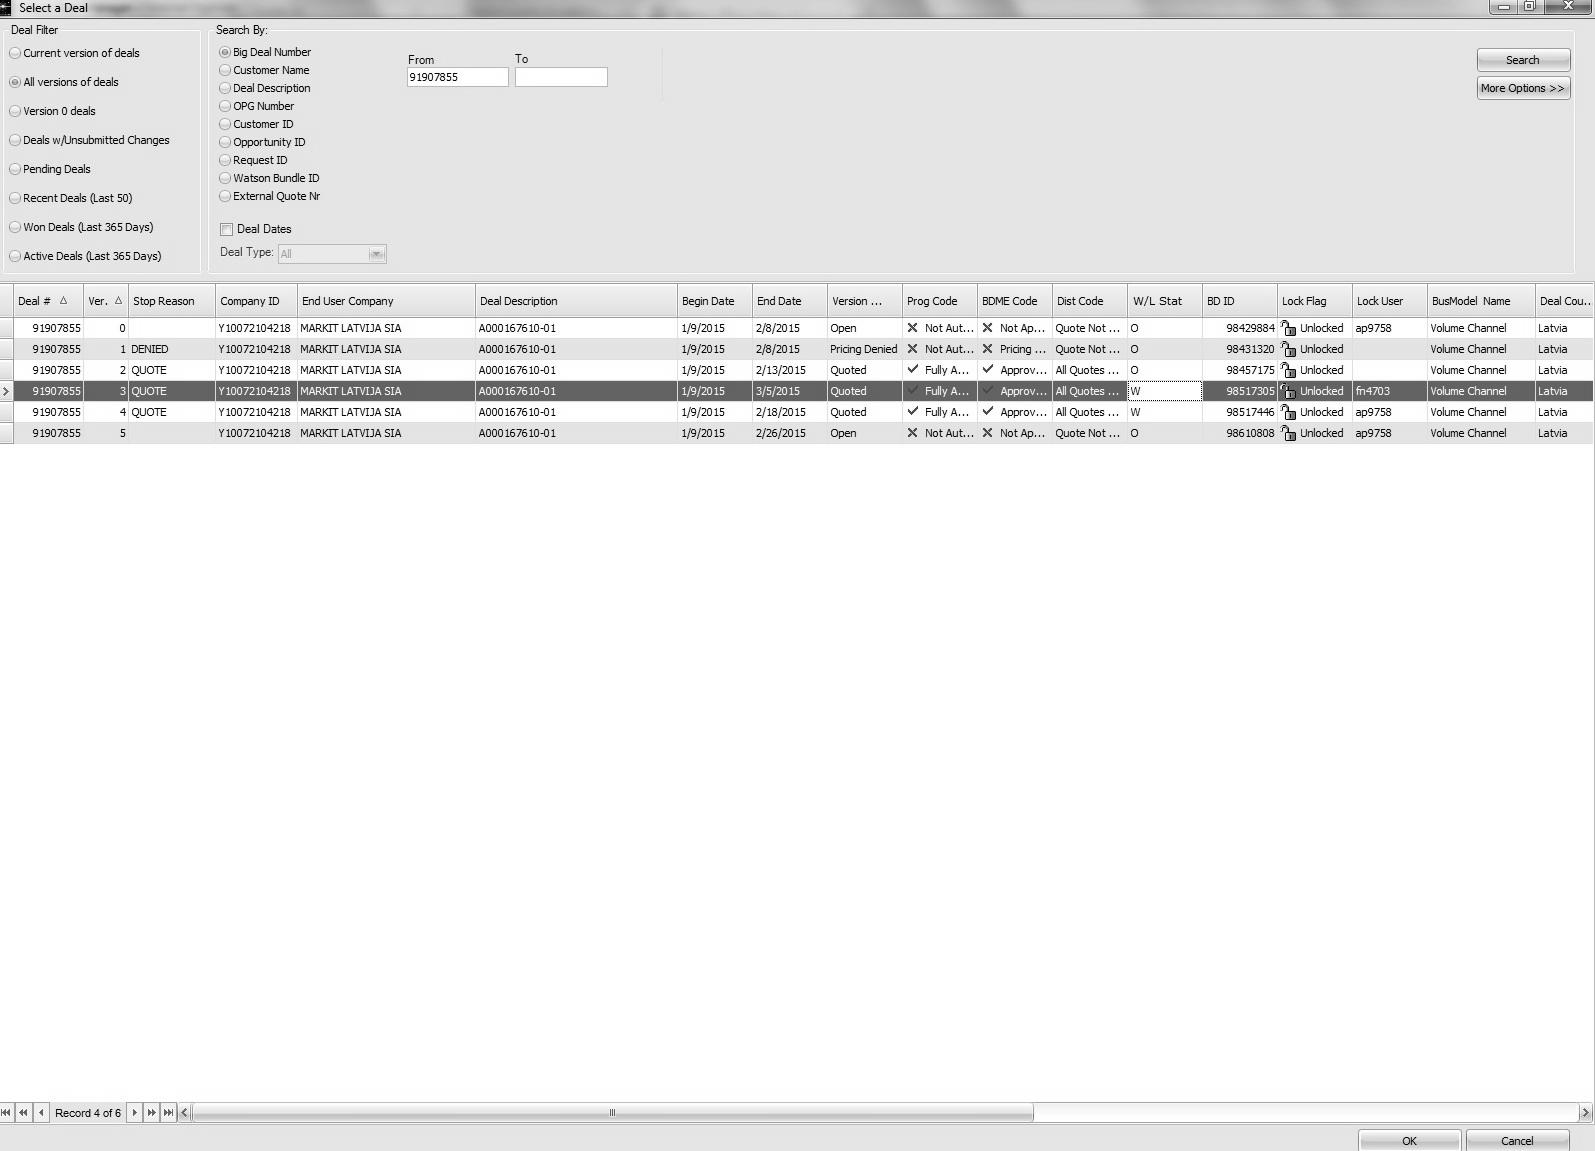 Select a Deal
Deal Filter
Current version of deals
All versions of deals
Version 0 deals
Deals w/Unsubmitted Changes
Pending Deals
Recent Deals (Last 50)
Won Deals (Last 365 Days)
Active Deals (Last 365 Days)
Search By:
Big Deal Number
Customer Name
Deal Description
OPG Number
Customer ID
Opportunity ID
Request ID
Watson Bundle ID
External Quote Nr
Deal Dates
Deal Type: All
From To
91907855
Search
More Options >>
Deal # Ver. Stop Reason Company ID End User Company Deal Description Begin Date End Date Version ... Prog Code BDME Code Dist Code W/L Stat BD ID Lock Flag Lock User BusModel Name Deal Cou...
91907855 0 Y10072104218 MARKIT LATVIJA SIA A000167610-01 1/9/2015 2/8/2015 Open Not Aut... Not Ap... Quote Not ... O 98429884 Unlocked ap9758 Volume Channel Latvia
91907855 1 DENIED Y10072104218 MARKIT LATVIJA SIA A000167610-01 1/9/2015 2/8/2015 Pricing Denied Not Aut... Pricing ... Quote Not ... O 98431320 Unlocked Volume Channel Latvia
91907855 2 QUOTE Y10072104218 MARKIT LATVIJA SIA A000167610-01 1/9/2015 2/13/2015 Quoted Fully A... Approv... All Quotes ... O 98457175 Unlocked Volume Channel Latvia
91907855 3 QUOTE Y10072104218 MARKIT LATVIJA SIA A000167610-01 1/9/2015 3/5/2015 Quoted Fully A... Approv... All Quotes ... W 98517305 Unlocked fn4703 Volume Channel Latvia
91907855 4 QUOTE Y10072104218 MARKIT LATVIJA SIA A000167610-01 1/9/2015 2/18/2015 Quoted Fully A... Approv... All Quotes ... W 98517446 Unlocked ap9758 Volume Channel Latvia
91907855 5 Y10072104218 MARKIT LATVIJA SIA A000167610-01 1/9/2015 2/26/2015 Open Not Aut... Not Ap... Quote Not ... O 98610808 Unlocked ap9758 Volume Channel Latvia
Record 4 of 6
OK Cancel